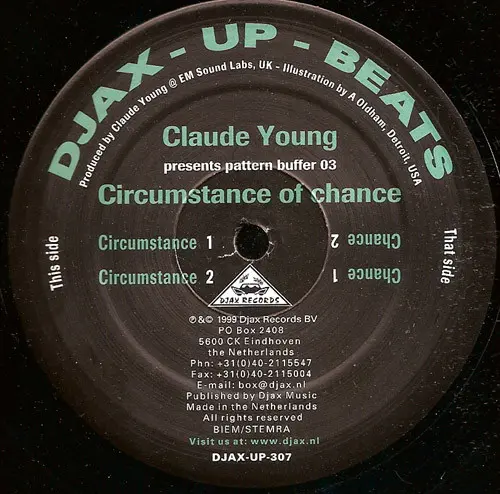 DJAX - UP - BEATS
Produced by Claude Young @ EM Sound Labs, UK - Illustration by A Oldham, Detroit, USA
Claude Young
presents pattern buffer 03
Circumstance of chance
This side
Circumstance 1
Circumstance 2
That side
Chance 1
Chance 2
DJAX RECORDS
℗&© 1999 Djax Records BV
PO Box 2408
5600 CK Eindhoven
the Netherlands
Phn: +31(0)40-2115547
Fax: +31(0)40-2115004
E-mail: box@djax.nl
Published by Djax Music
Made in the Netherlands
All rights reserved
BIEM/STEMRA
Visit us at: www.djax.nl
DJAX-UP-307